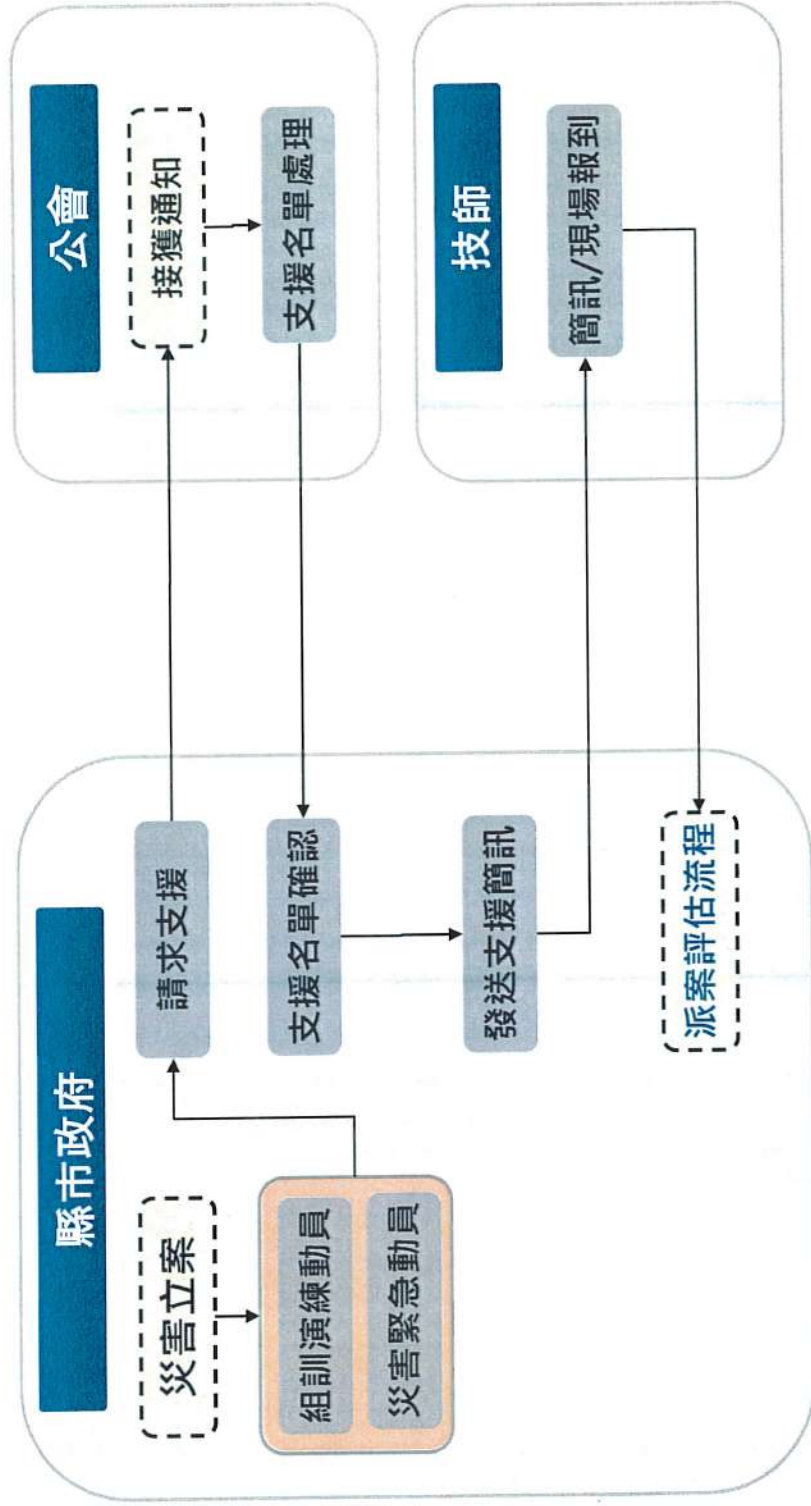 縣市政府
災害立案
組訓演練動員
災害緊急動員
請求支援
支援名單確認
發送支援簡訊
派案評估流程
公會
接獲通知
支援名單處理
技師
簡訊/現場報到